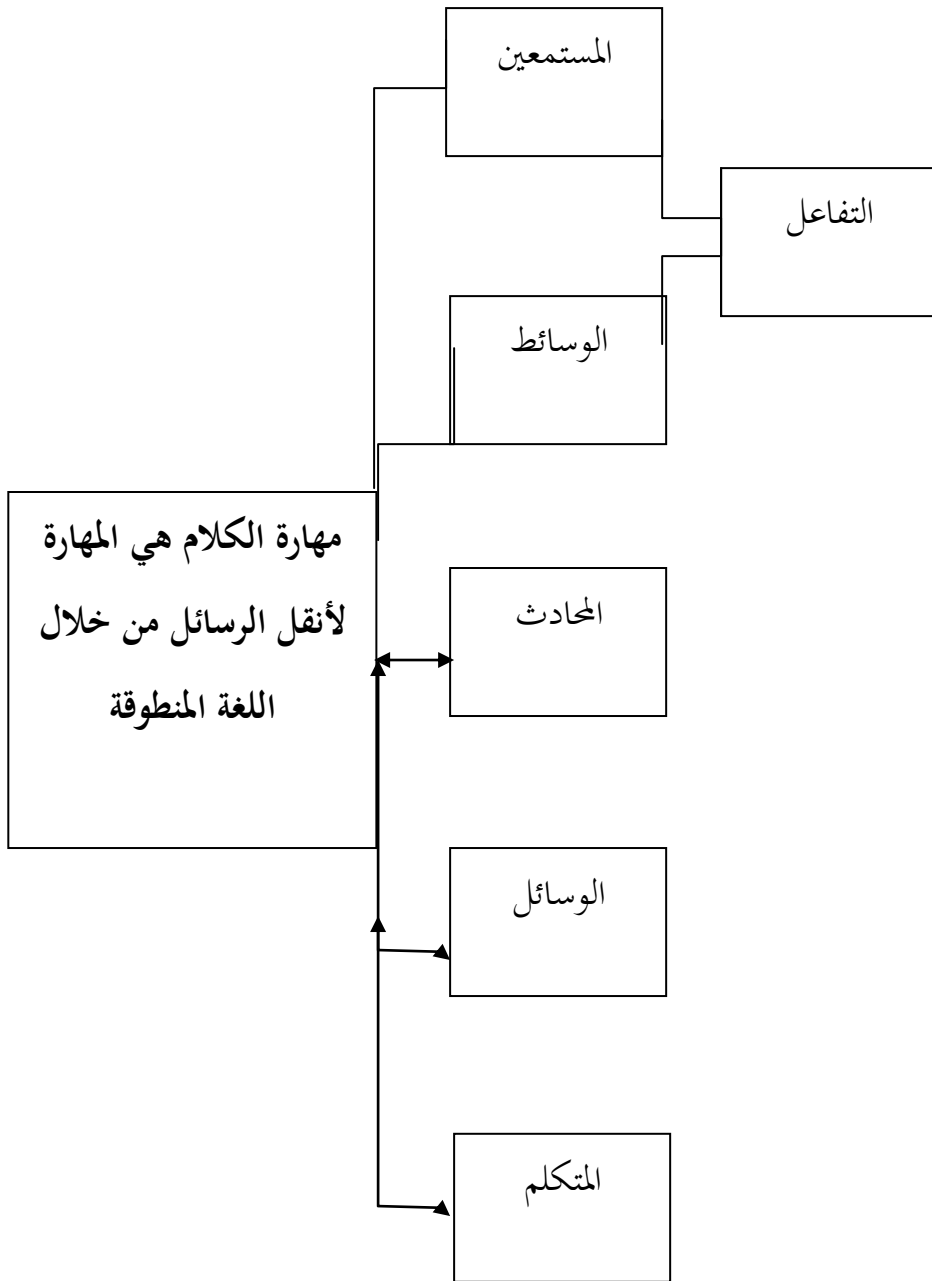 المستمعين
التفاعل
الوسائط
مهارة الكلام هي المهارة
لأنقل الرسائل من خلال
اللغة المنطوقة
المحادث
الوسائل
المتكلم